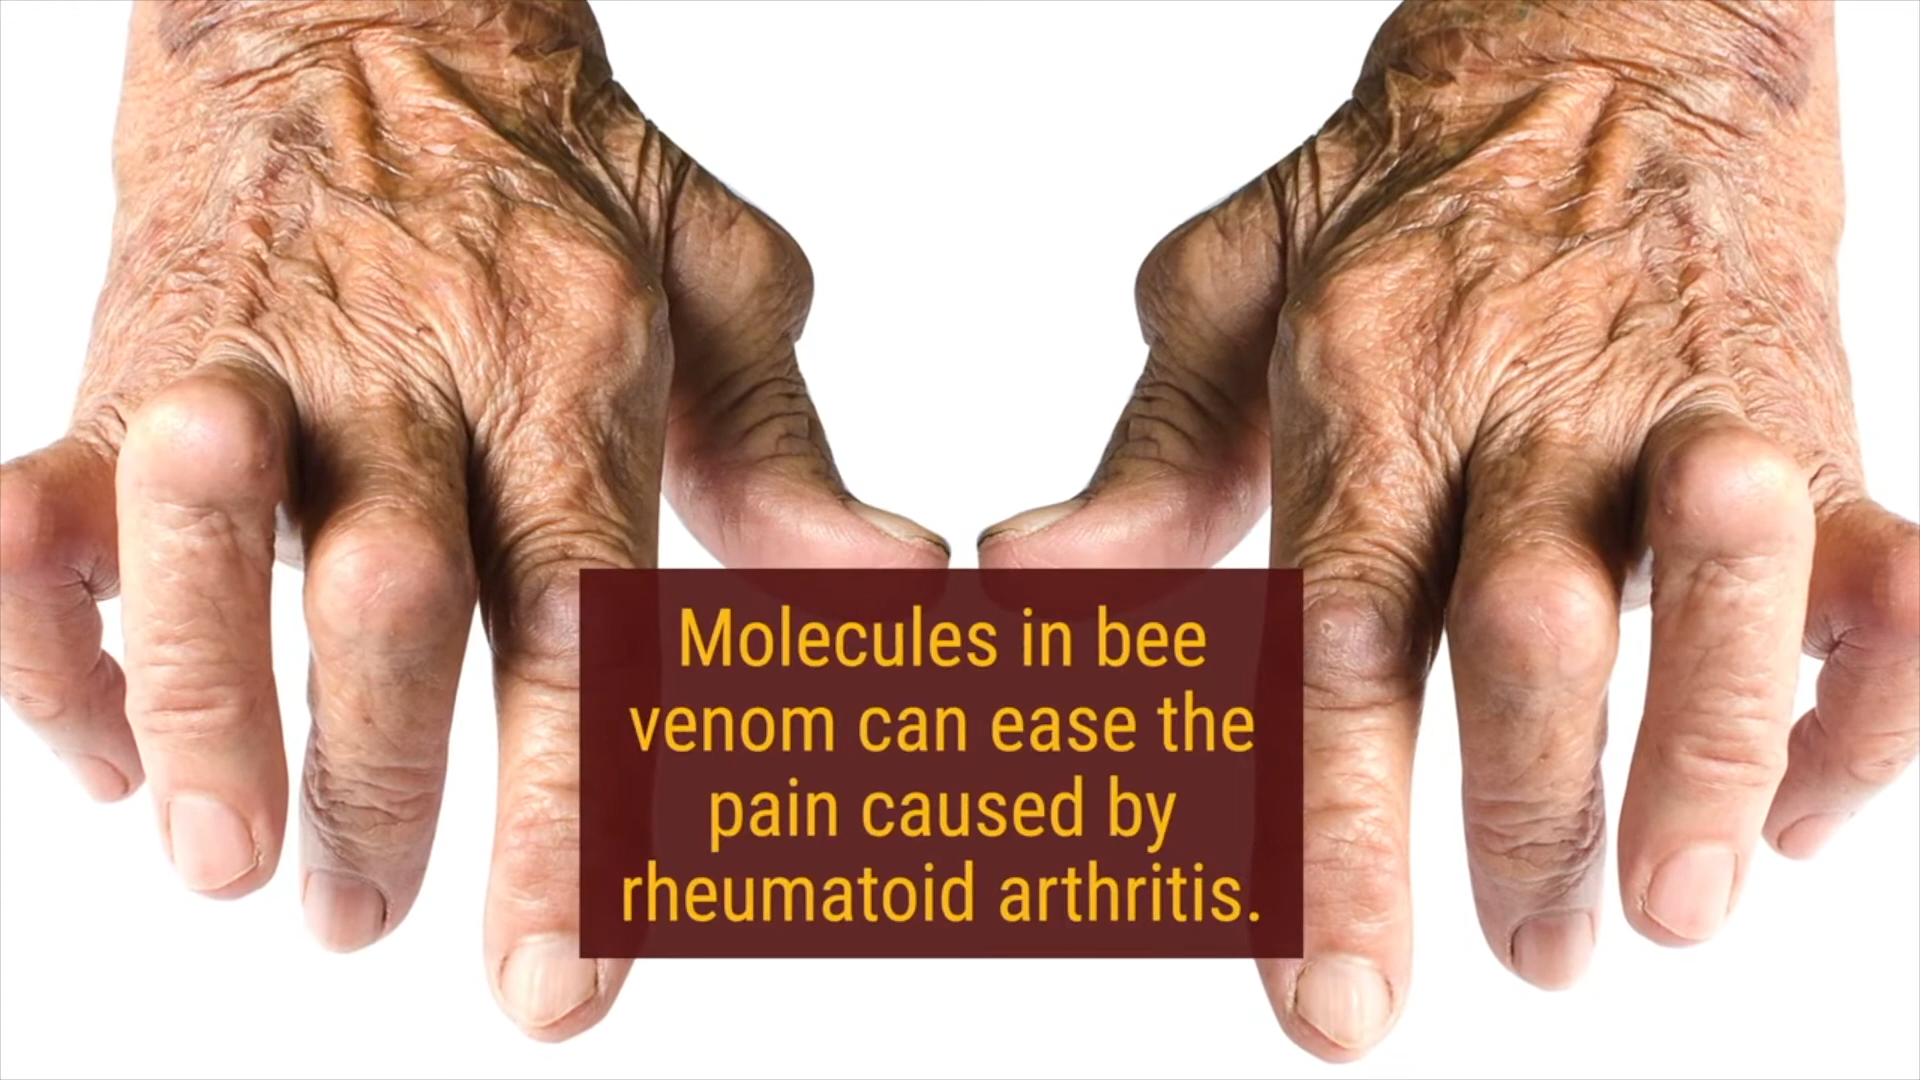 Molecules in bee
venom can ease the
pain caused by
rheumatoid arthritis.